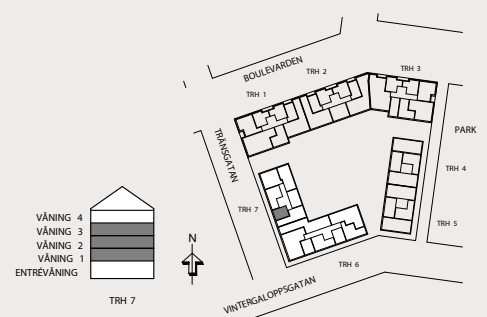 BOULEVARDEN
TRH 1
TRH 2
TRH 3
TRÄNSGATAN
PARK
TRH 4
TRH 7
TRH 5
TRH 6
VINTERGALOPPSGATAN
N
VÅNING 4
VÅNING 3
VÅNING 2
VÅNING 1
ENTRÉVÅNING
TRH 7